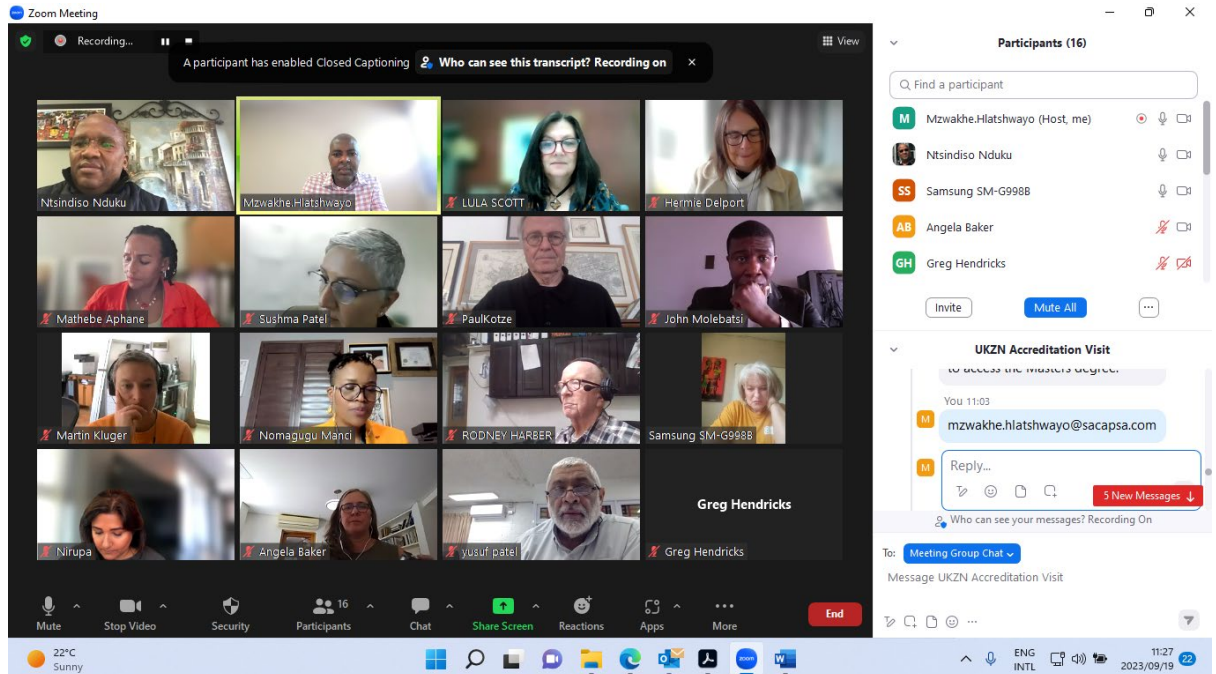 Zoom Meeting
Recording...
View
A participant has enabled Closed Captioning Who can see this transcript? Recording on
Ntsindiso Nduku
Mzwakhe.Hlatshwayo
LULA SCOTT
Hermie Delport
Mathebe Aphane
Sushma Patel
PaulKotze
John Molebatsi
Martin Kluger
Nomagugu Manci
RODNEY HARBER
Samsung SM-G998B
Nirupa
Angela Baker
yusuf patel
Greg Hendricks
Greg Hendricks
Mute
Stop Video
Security
16
Participants
Chat
Share Screen
Reactions
Apps
More
End
Participants (16)
Find a participant
M Mzwakhe.Hlatshwayo (Host, me)
Ntsindiso Nduku
SS Samsung SM-G998B
AB Angela Baker
GH Greg Hendricks
Invite
Mute All
UKZN Accreditation Visit
to access the Masters degree.
You 11:03
M mzwakhe.hlatshwayo@sacapsa.com
M Reply...
5 New Messages
Who can see your messages? Recording On
To: Meeting Group Chat
Message UKZN Accreditation Visit
22°C
Sunny
zoom
W
ENG
INTL
11:27
2023/09/19
22